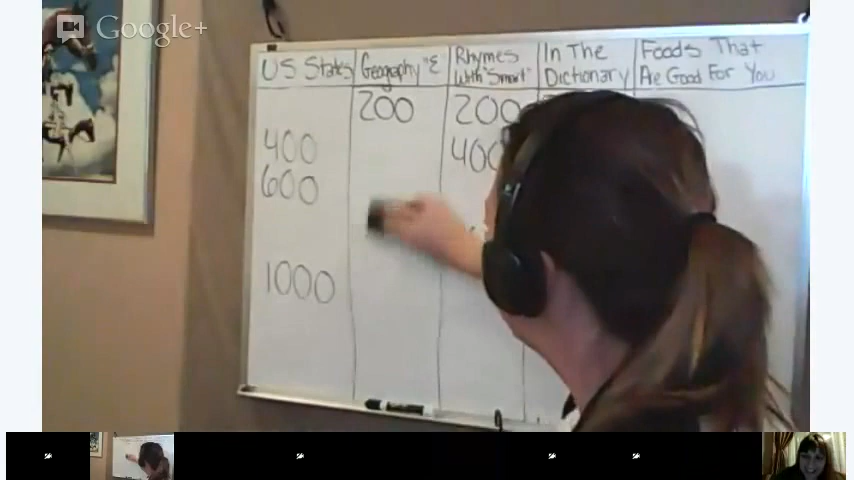 Google+
US States
Geography "E
Rhymes
With "Smart"
In The
Dictionary
Foods That
Are Good For You
200
200
400
400
600
1000